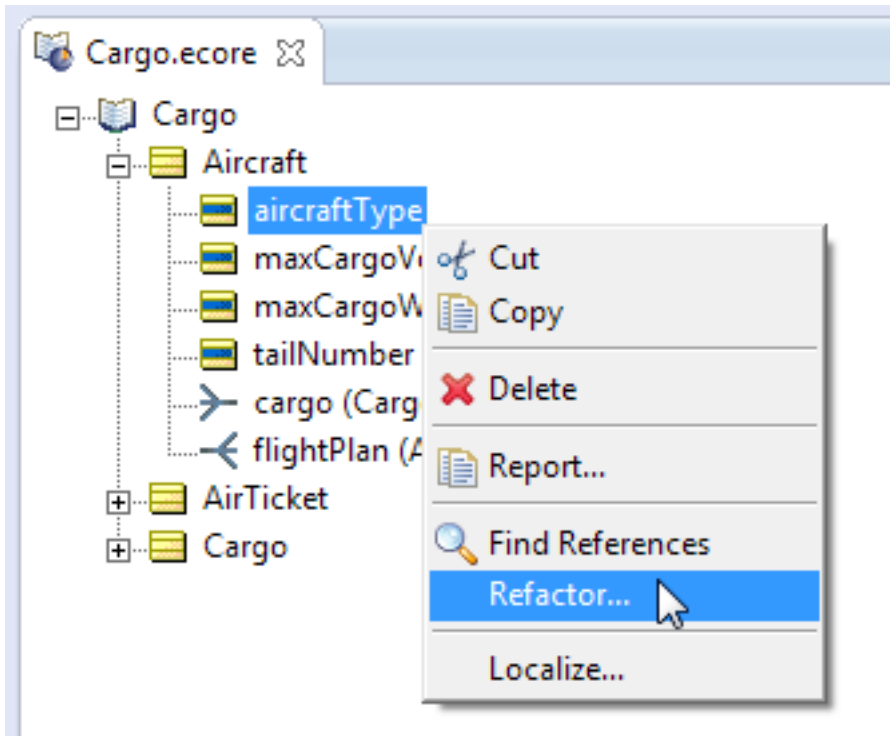 Cargo.ecore
Cargo
Aircraft
aircraftType
maxCargoV
Cut
maxCargoW
Copy
tailNumber
Delete
cargo (Carg
flightPlan (A
Report...
AirTicket
Find References
Cargo
Refactor...
Localize...